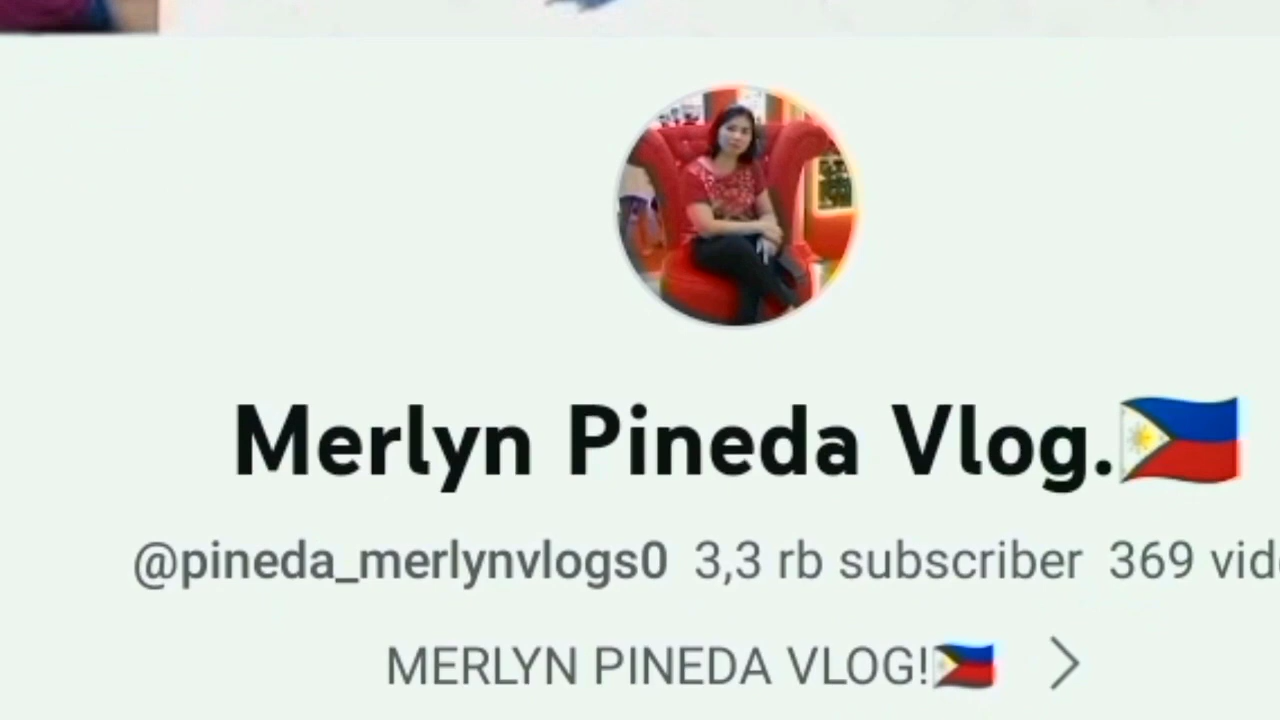 Merlyn Pineda Vlog.🇵🇭
@pineda_merlynvlogs0 3,3 rb subscriber 369
MERLYN PINEDA VLOG!🇵🇭